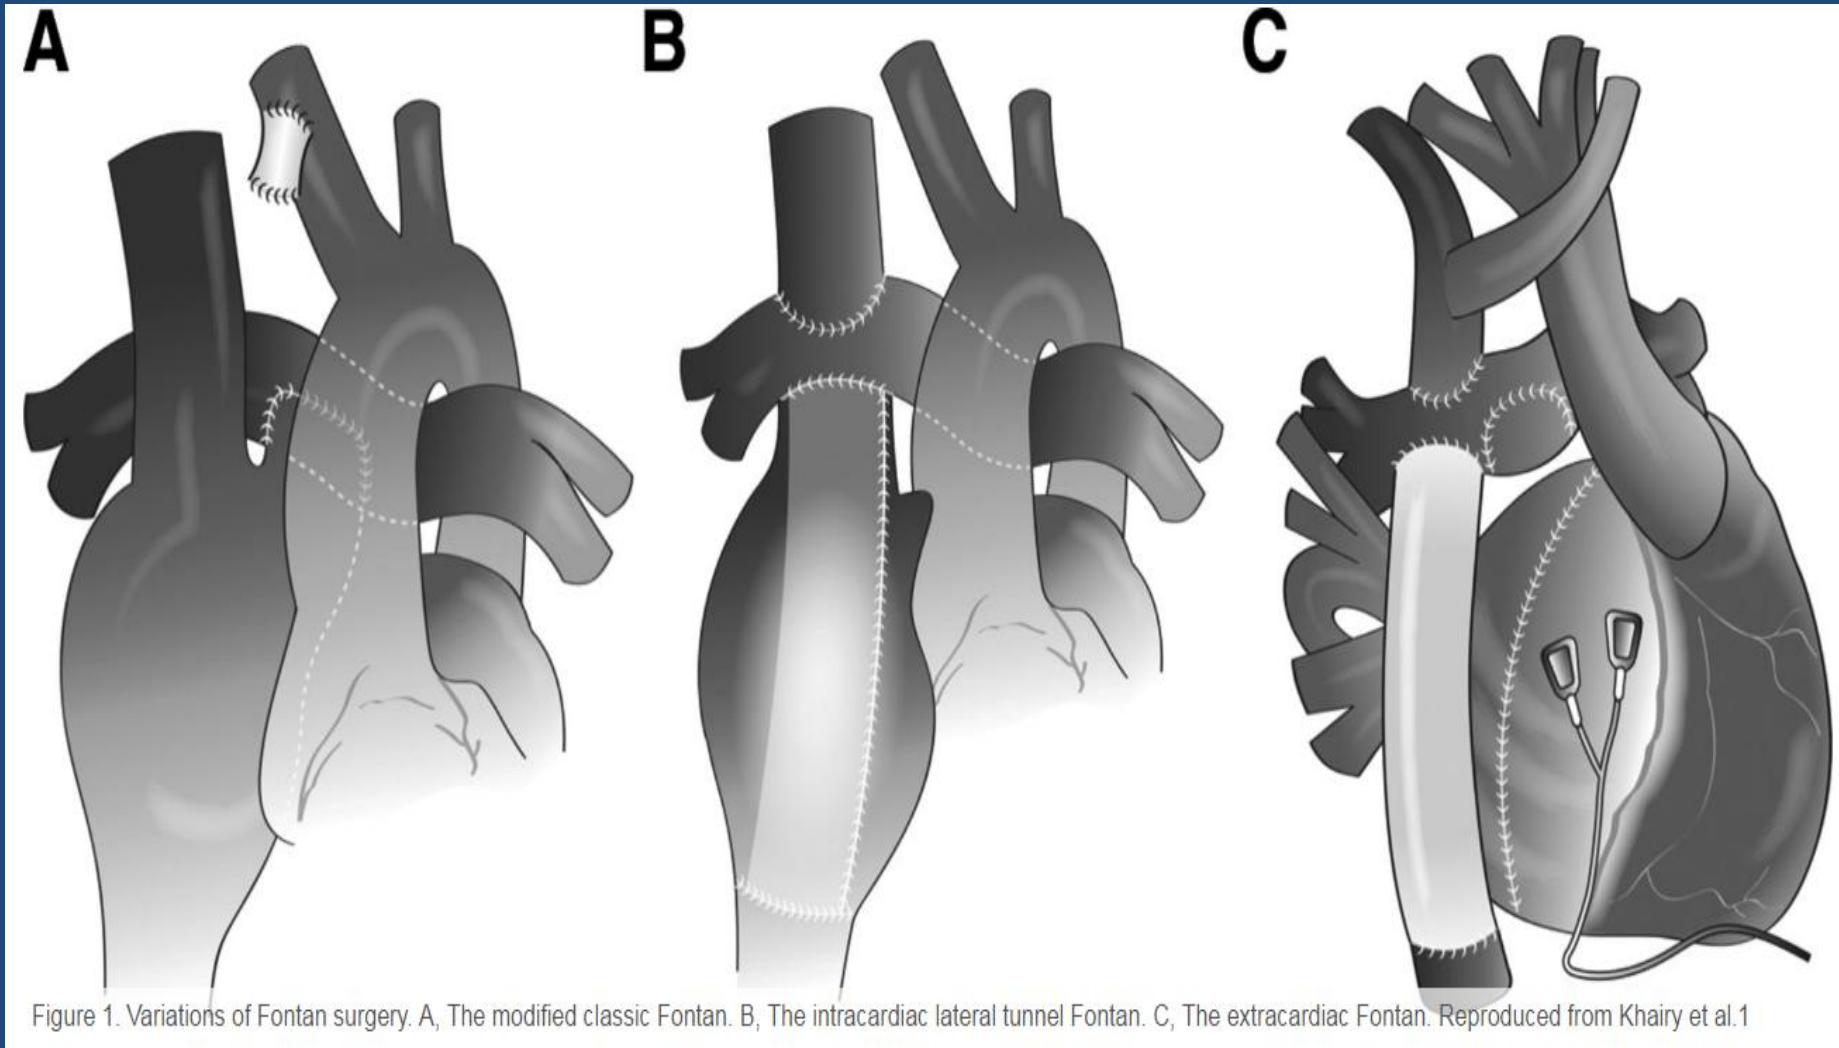 A
B
C
Figure 1. Variations of Fontan surgery. A, The modified classic Fontan. B, The intracardiac lateral tunnel Fontan. C, The extracardiac Fontan. Reproduced from Khairy et al.1